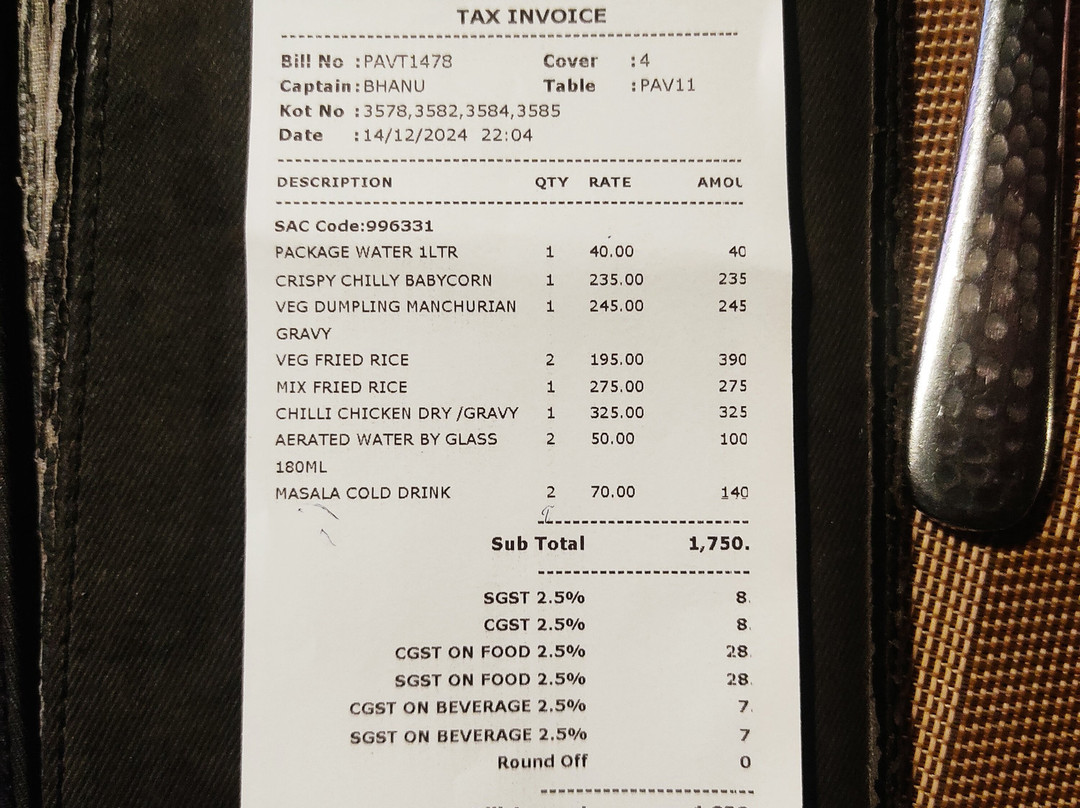 TAX INVOICE
Bill No : PAVT1478 Cover : 4
Captain : BHANU Table : PAV11
Kot No : 3578,3582,3584,3585
Date : 14/12/2024 22:04
DESCRIPTION QTY RATE AMOU
SAC Code:996331
PACKAGE WATER 1LTR 1 40.00 40
CRISPY CHILLY BABYCORN 1 235.00 235
VEG DUMPLING MANCHURIAN 1 245.00 245
GRAVY
VEG FRIED RICE 2 195.00 390
MIX FRIED RICE 1 275.00 275
CHILLI CHICKEN DRY /GRAVY 1 325.00 325
AERATED WATER BY GLASS 2 50.00 100
180ML
MASALA COLD DRINK 2 70.00 140
Sub Total 1,750.
SGST 2.5% 8.
CGST 2.5% 8.
CGST ON FOOD 2.5% 28.
SGST ON FOOD 2.5% 28.
CGST ON BEVERAGE 2.5% 7.
SGST ON BEVERAGE 2.5% 7
Round Off 0